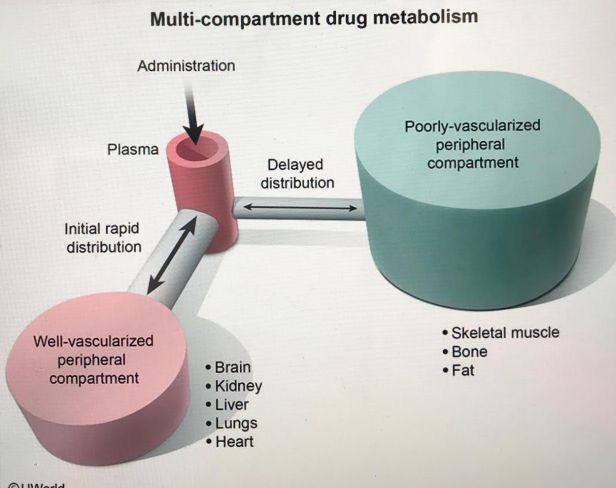 Multi-compartment drug metabolism
Administration
Plasma
Delayed
distribution
Poorly-vascularized
peripheral
compartment
Initial rapid
distribution
Well-vascularized
peripheral
compartment
• Brain
• Kidney
• Liver
• Lungs
• Heart
• Skeletal muscle
• Bone
• Fat
©UWorld